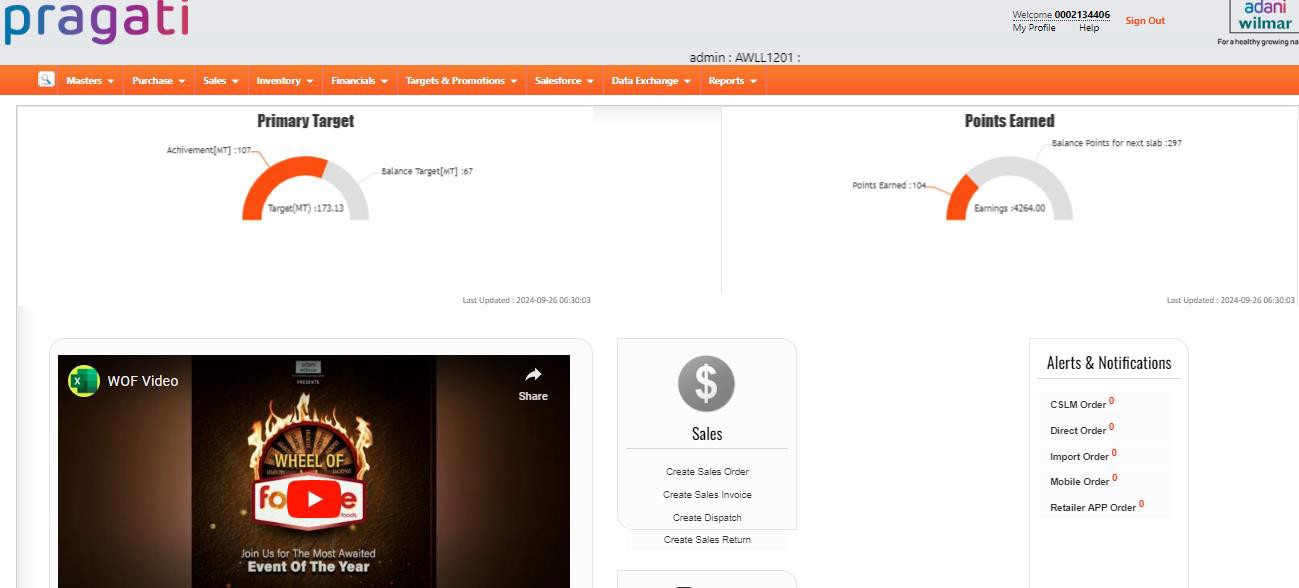 pragati
Welcome 0002134406
My Profile Help
Sign Out
adani
wilmar
For a healthy growing na
admin : AWLL1201 :
Masters Purchase Sales Inventory Financials Targets & Promotions Salesforce Data Exchange Reports
Primary Target
Achivement[MT] :107
Balance Target[MT] :67
Target(MT) :173.13
Last Updated : 2024-09-26 06:30:03
Points Earned
Balance Points for next slab :297
Points Earned :104
Earnings :4264.00
Last Updated : 2024-09-26 06:30:03
WOF Video
Share
adani
wilmar
PRESENTS
WHEEL OF
foods
Join Us for The Most Awaited
Event Of The Year
Sales
Create Sales Order
Create Sales Invoice
Create Dispatch
Create Sales Return
Alerts & Notifications
CSLM Order 0
Direct Order 0
Import Order 0
Mobile Order 0
Retailer APP Order 0